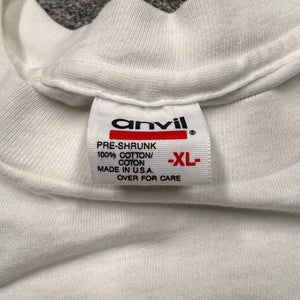 anvil®
PRE-SHRUNK
100% COTTON/
COTON
MADE IN U.S.A.
OVER FOR CARE
-XL-